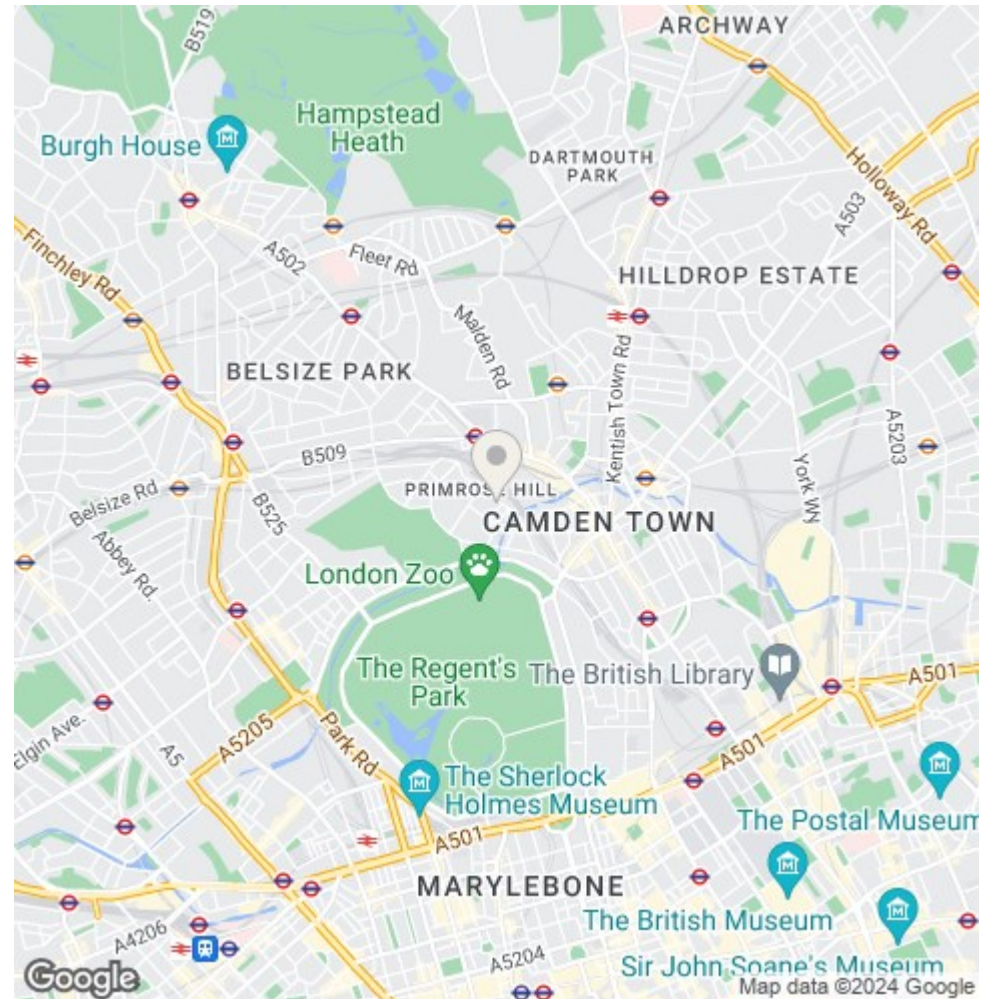 B519
ARCHWAY
Hampstead
Heath
Burgh House
DARTMOUTH
PARK
Holloway Rd
A503
A502
Fleet Rd
Finchley Rd
HILLDROP ESTATE
Malden Rd
Kentish Town Rd
BELSIZE PARK
A5203
B509
York Wy
Belsize Rd
PRIMROSE HILL
B525
CAMDEN TOWN
Abbey Rd.
London Zoo
The Regent's
Park
The British Library
A501
Elgin Ave.
A5
A5205
Park Rd
A501
The Sherlock
Holmes Museum
The Postal Museum
A501
MARYLEBONE
The British Museum
A4206
A5204
Sir John Soane's Museum
Google
Map data ©2024 Google